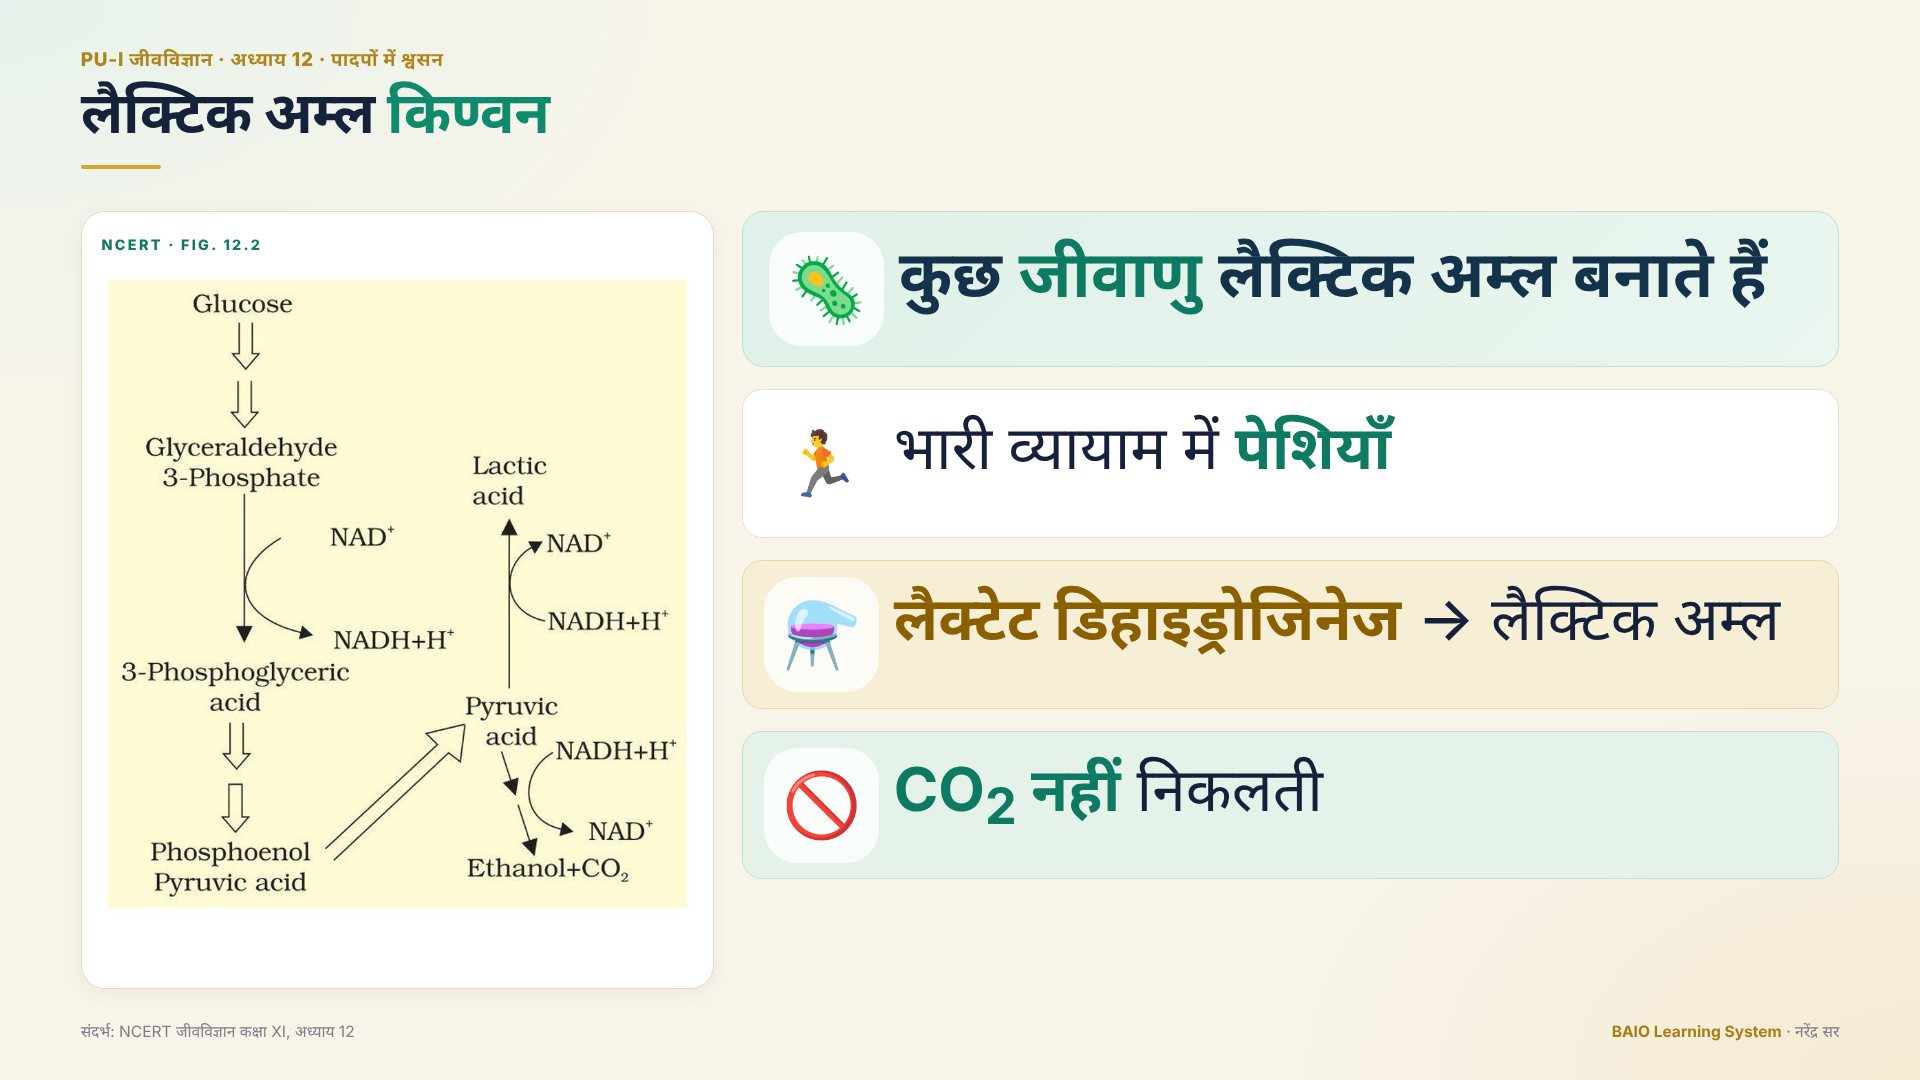 PU-I जीवविज्ञान · अध्याय 12 · पादपों में श्वसन
लैक्टिक अम्ल किण्वन
NCERT · FIG. 12.2
Glucose
Glyceraldehyde
3-Phosphate
NAD⁺
NADH+H⁺
3-Phosphoglyceric
acid
Phosphoenol
Pyruvic acid
Lactic
acid
NAD⁺
NADH+H⁺
Pyruvic
acid
NADH+H⁺
NAD⁺
Ethanol+CO₂
कुछ जीवाणु लैक्टिक अम्ल बनाते हैं
भारी व्यायाम में पेशियाँ
लैक्टेट डिहाइड्रोजिनेज → लैक्टिक अम्ल
CO₂ नहीं निकलती
संदर्भ: NCERT जीवविज्ञान कक्षा XI, अध्याय 12
BAIO Learning System · नरेंद्र सर